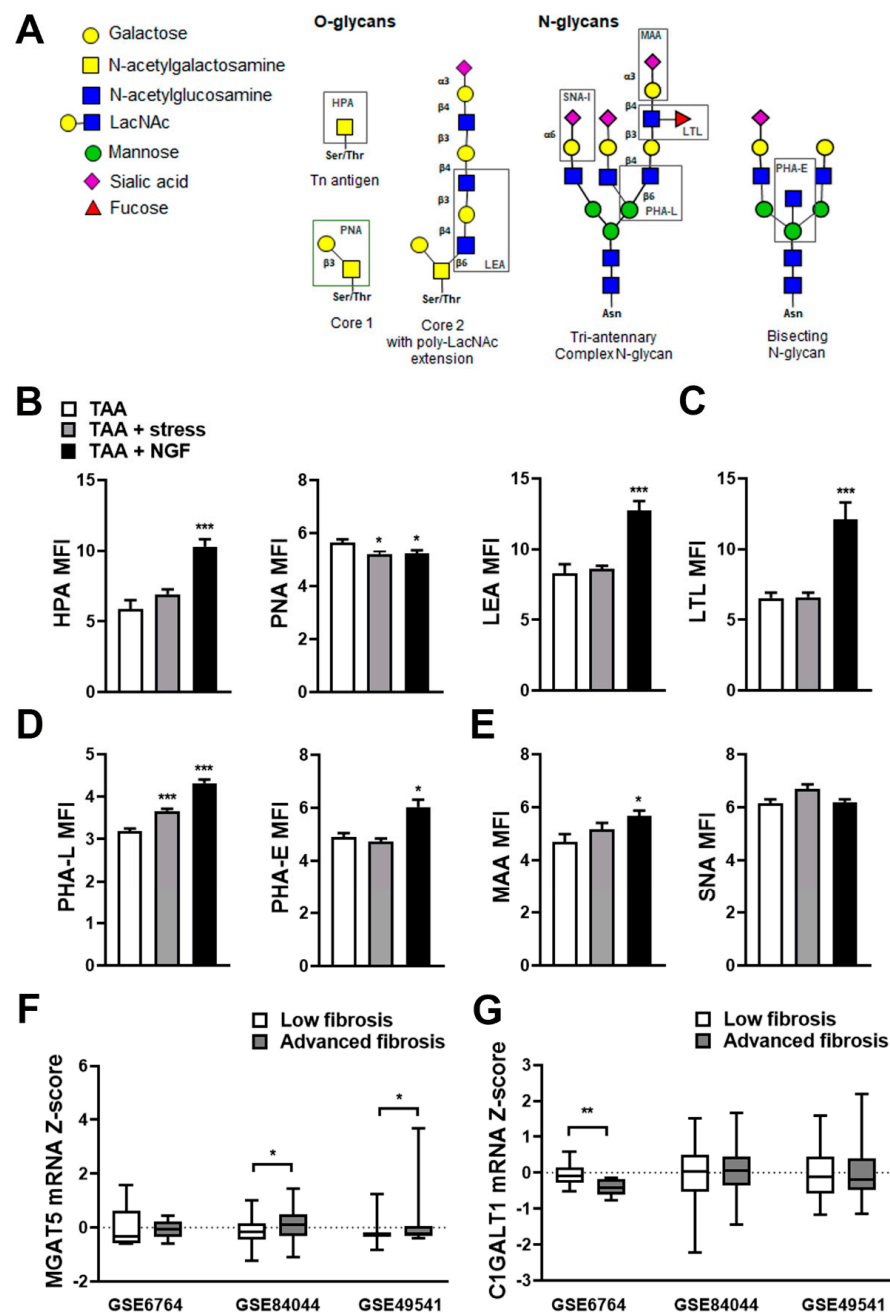 A
Galactose
N-acetylgalactosamine
N-acetylglucosamine
LacNAc
Mannose
Sialic acid
Fucose
O-glycans
HPA
Ser/Thr
Tn antigen
PNA
β3
Ser/Thr
Core 1
α3
β4
β3
β4
β3
β4
β6
LEA
Ser/Thr
Core 2
with poly-LacNAc
extension
N-glycans
MAA
α3
SNA-I
α6
β4
β3
LTL
β4
β6
PHA-L
Asn
Tri-antennary
Complex N-glycan
PHA-E
Asn
Bisecting
N-glycan
B
TAA
TAA + stress
TAA + NGF
HPA MFI
15
10
5
0
***
PNA MFI
8
6
4
2
0
*
*
LEA MFI
15
10
5
0
***
C
LTL MFI
15
10
5
0
***
D
PHA-L MFI
5
4
3
2
1
0
***
***
PHA-E MFI
8
6
4
2
0
*
E
MAA MFI
8
6
4
2
0
*
SNA MFI
8
6
4
2
0
F
Low fibrosis
Advanced fibrosis
MGAT5 mRNA Z-score
6
4
2
0
-2
*
*
GSE6764
GSE84044
GSE49541
G
Low fibrosis
Advanced fibrosis
C1GALT1 mRNA Z-score
3
2
1
0
-1
-2
-3
**
GSE6764
GSE84044
GSE49541